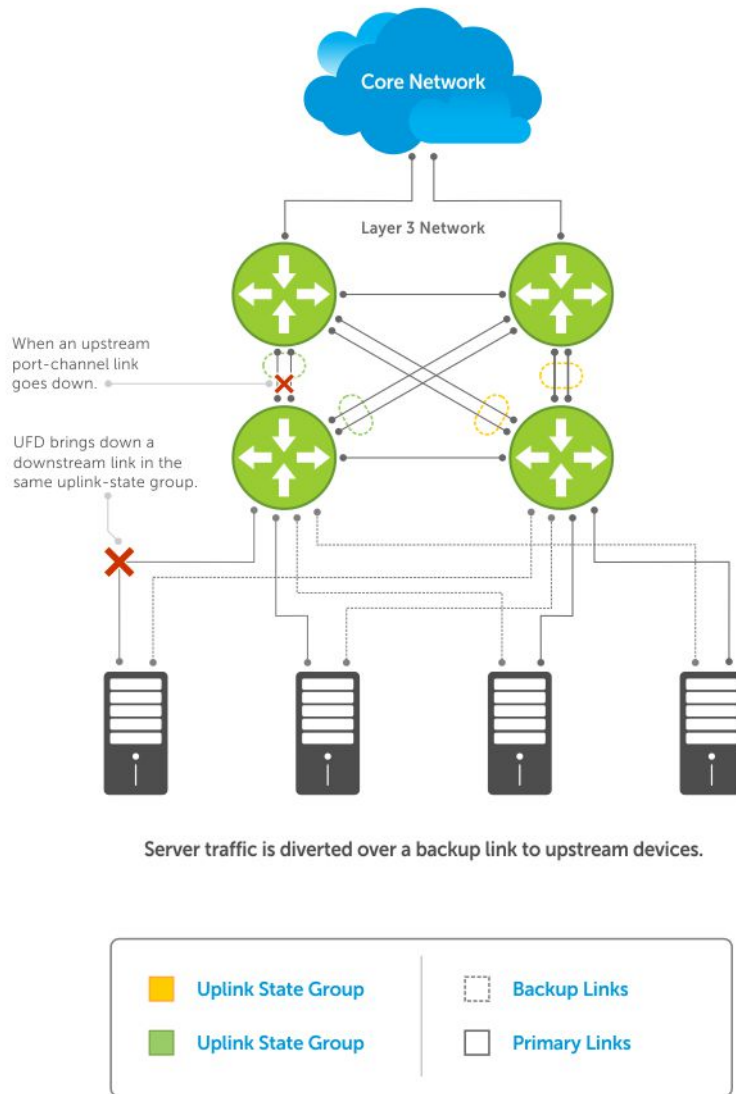 Core Network
Layer 3 Network
When an upstream
port-channel link
goes down.
UFD brings down a
downstream link in the
same uplink-state group.
Server traffic is diverted over a backup link to upstream devices.
Uplink State Group
Backup Links
Uplink State Group
Primary Links